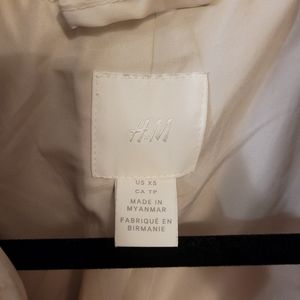 H&M
US XS
CA TP
MADE IN
MYANMAR
FABRIQUÉ EN
BIRMANIE